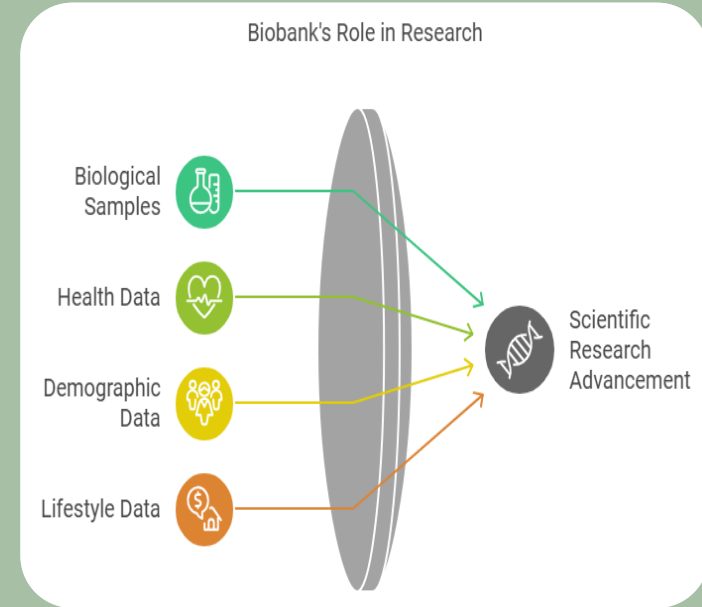 Biobank's Role in Research
Biological
Samples
Health Data
Demographic
Data
Lifestyle Data
$
Scientific
Research
Advancement